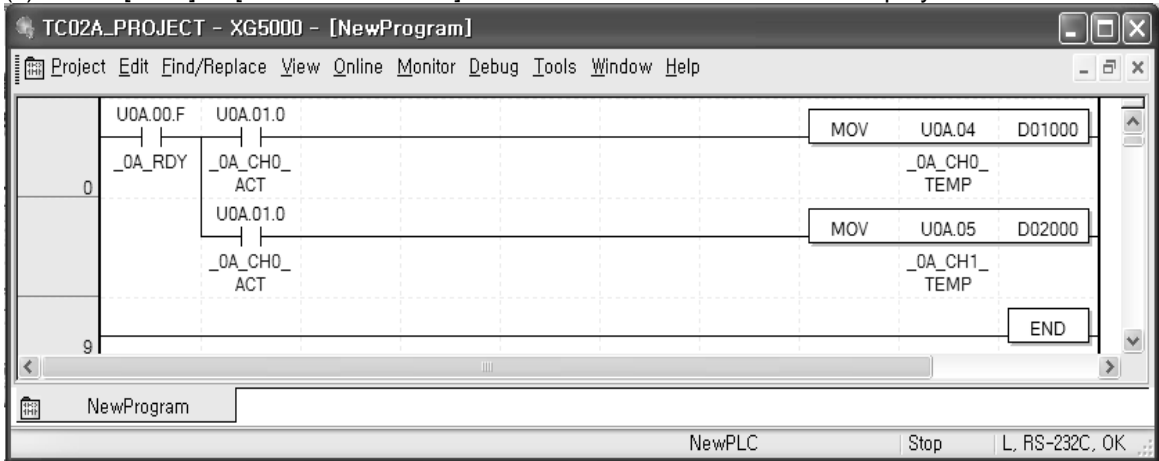 TC02A_PROJECT - XG5000 - [NewProgram]
Project Edit Find/Replace View Online Monitor Debug Tools Window Help
U0A.00.F U0A.01.0
MOV U0A.04 D01000
_0A_RDY _0A_CH0_ _0A_CH0_
0 ACT TEMP
U0A.01.0
MOV U0A.05 D02000
_0A_CH0_ _0A_CH1_
ACT TEMP
END
9
NewProgram
NewPLC Stop L, RS-232C, OK